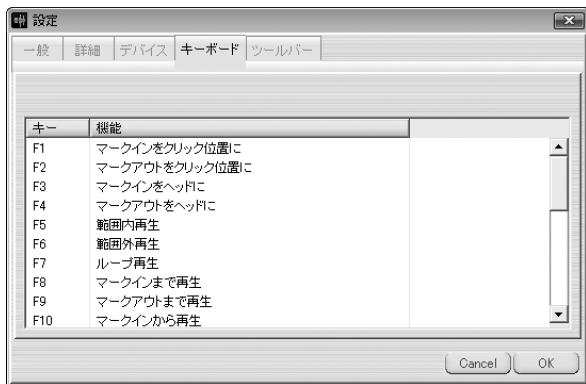 設定
一般 詳細 デバイス キーボード ツールバー
キー 機能
F1 マークインをクリック位置に
F2 マークアウトをクリック位置に
F3 マークインをヘッドに
F4 マークアウトをヘッドに
F5 範囲内再生
F6 範囲外再生
F7 ループ再生
F8 マークインまで再生
F9 マークアウトまで再生
F10 マークインから再生
Cancel OK